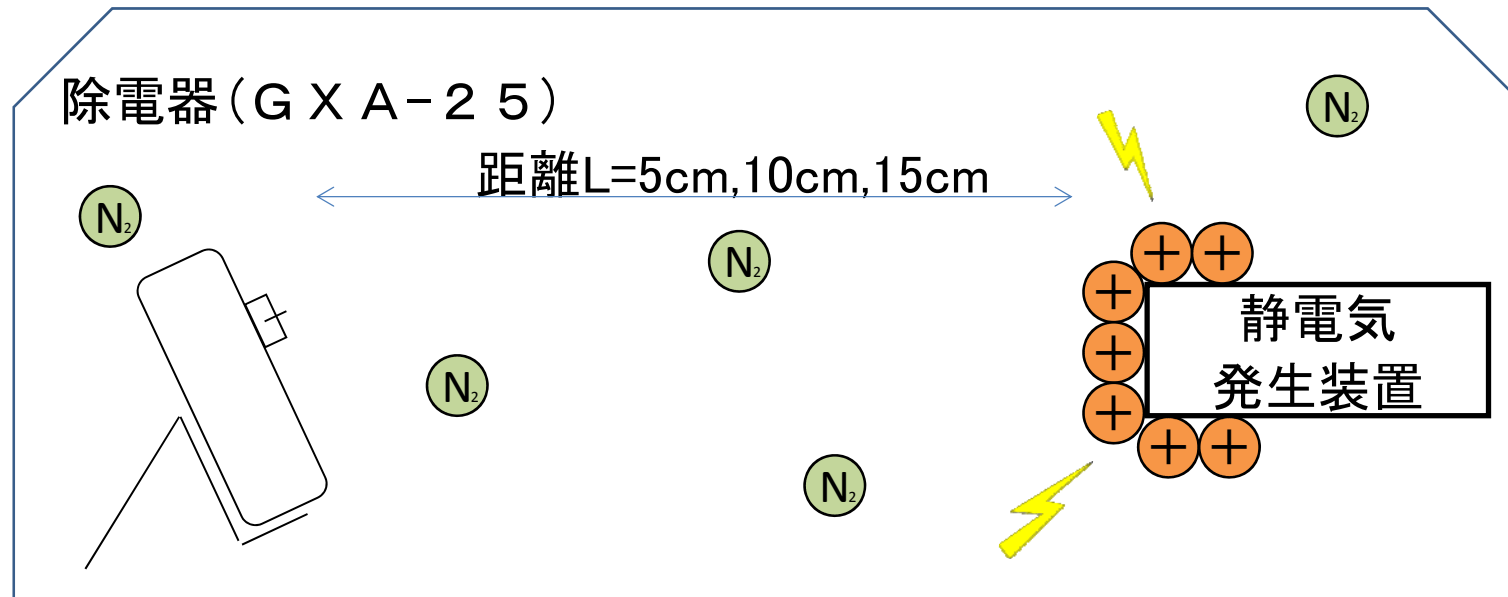 除電器(GXA-25)
N₂
距離L=5cm,10cm,15cm
N₂
N₂
+ +
+
静電気
N₂
+
発生装置
+
+ +
N₂